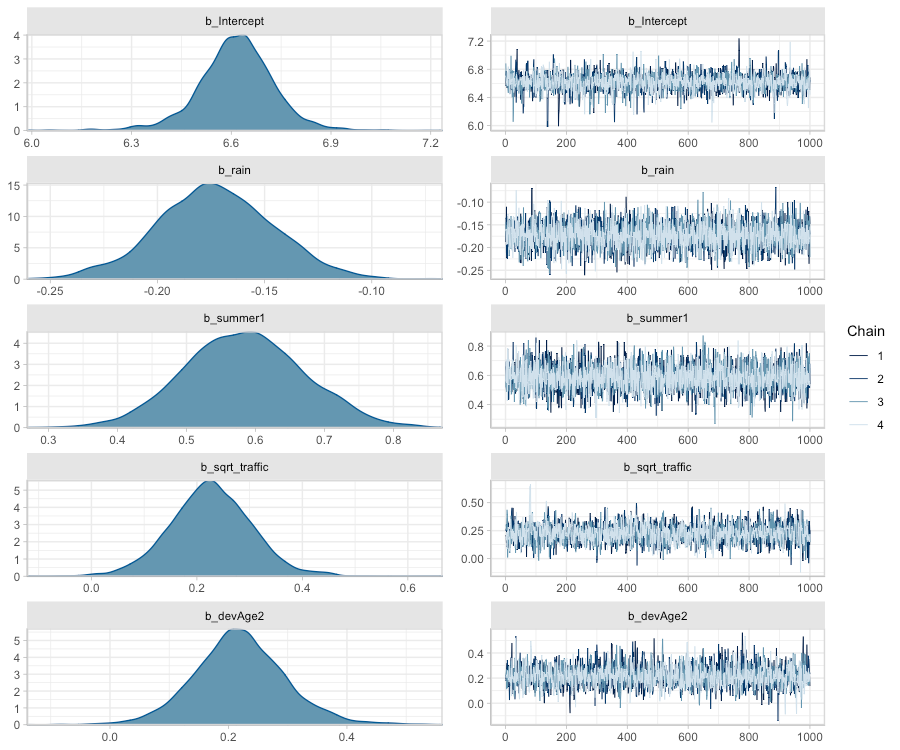 b_Intercept
4
3
2
1
0
6.0 6.3 6.6 6.9 7.2
b_Intercept
7.2
6.8
6.4
6.0
0 200 400 600 800 1000
b_rain
15
10
5
0
-0.25 -0.20 -0.15 -0.10
b_rain
-0.10
-0.15
-0.20
-0.25
0 200 400 600 800 1000
b_summer1
4
3
2
1
0
0.3 0.4 0.5 0.6 0.7 0.8
b_summer1
0.8
0.6
0.4
0 200 400 600 800 1000
b_sqrt_traffic
5
4
3
2
1
0
0.0 0.2 0.4 0.6
b_sqrt_traffic
0.50
0.25
0.00
0 200 400 600 800 1000
b_devAge2
5
4
3
2
1
0
0.0 0.2 0.4
b_devAge2
0.4
0.2
0.0
0 200 400 600 800 1000
Chain
1
2
3
4